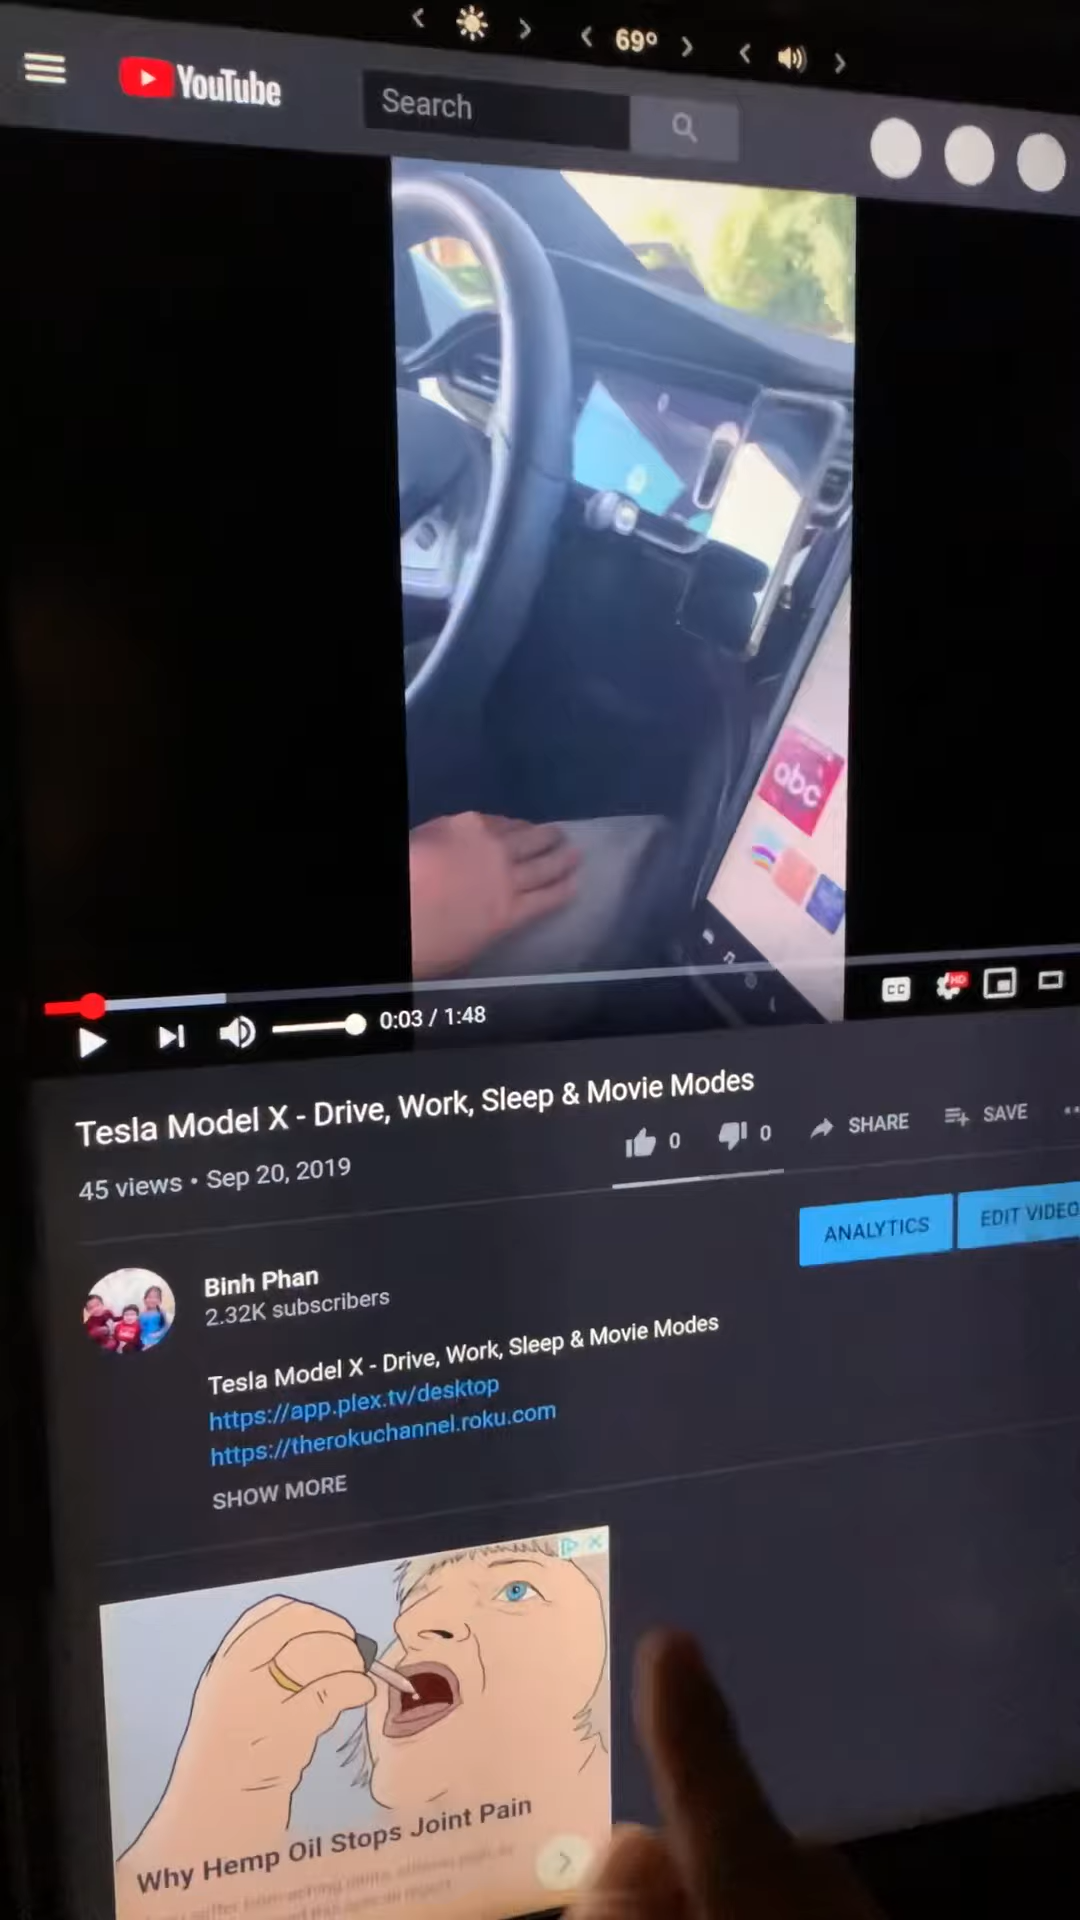 69°
YouTube
Search
abc
0:03 / 1:48
CC
HD
Tesla Model X - Drive, Work, Sleep & Movie Modes
45 views • Sep 20, 2019
0
0
SHARE
SAVE
ANALYTICS
EDIT VIDEO
Binh Phan
2.32K subscribers
Tesla Model X - Drive, Work, Sleep & Movie Modes
https://app.plex.tv/desktop
https://therokuchannel.roku.com
SHOW MORE
Why Hemp Oil Stops Joint Pain